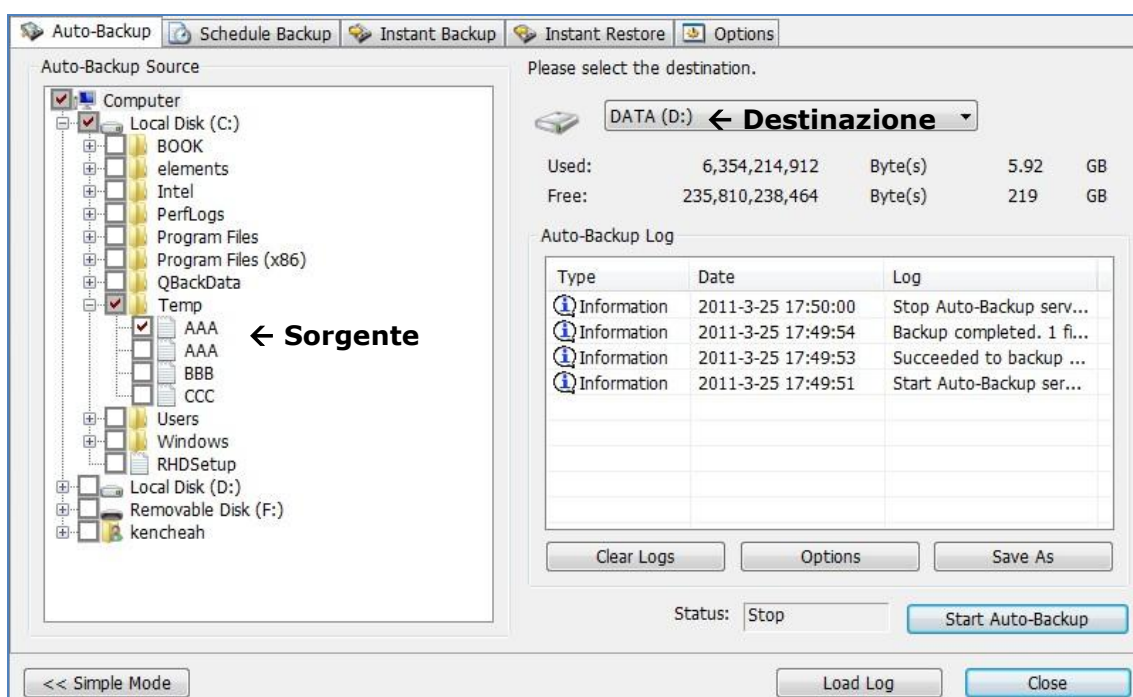 Auto-Backup Schedule Backup Instant Backup Instant Restore Options
Auto-Backup Source
Computer
Local Disk (C:)
BOOK
elements
Intel
PerfLogs
Program Files
Program Files (x86)
QBackData
Temp
AAA
← Sorgente
AAA
BBB
CCC
Users
Windows
RHDSetup
Local Disk (D:)
Removable Disk (F:)
kencheah
Please select the destination.
DATA (D:) ← Destinazione
Used: 6,354,214,912 Byte(s) 5.92 GB
Free: 235,810,238,464 Byte(s) 219 GB
Auto-Backup Log
Type Date Log
Information 2011-3-25 17:50:00 Stop Auto-Backup serv...
Information 2011-3-25 17:49:54 Backup completed. 1 fi...
Information 2011-3-25 17:49:53 Succeeded to backup ...
Information 2011-3-25 17:49:51 Start Auto-Backup ser...
Clear Logs Options Save As
Status: Stop Start Auto-Backup
<< Simple Mode Load Log Close